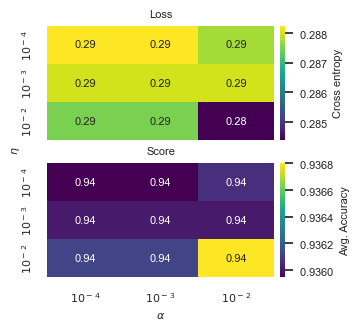 Loss
10⁻⁴ 0.29 0.29 0.29 0.288
10⁻³ 0.29 0.29 0.29 0.287
10⁻² 0.29 0.29 0.28 0.286
0.285
Cross entropy
η
Score
10⁻⁴ 0.94 0.94 0.94 0.9368
10⁻³ 0.94 0.94 0.94 0.9364
10⁻² 0.94 0.94 0.94 0.9362
0.9360
Avg. Accuracy
10⁻⁴ 10⁻³ 10⁻²
α